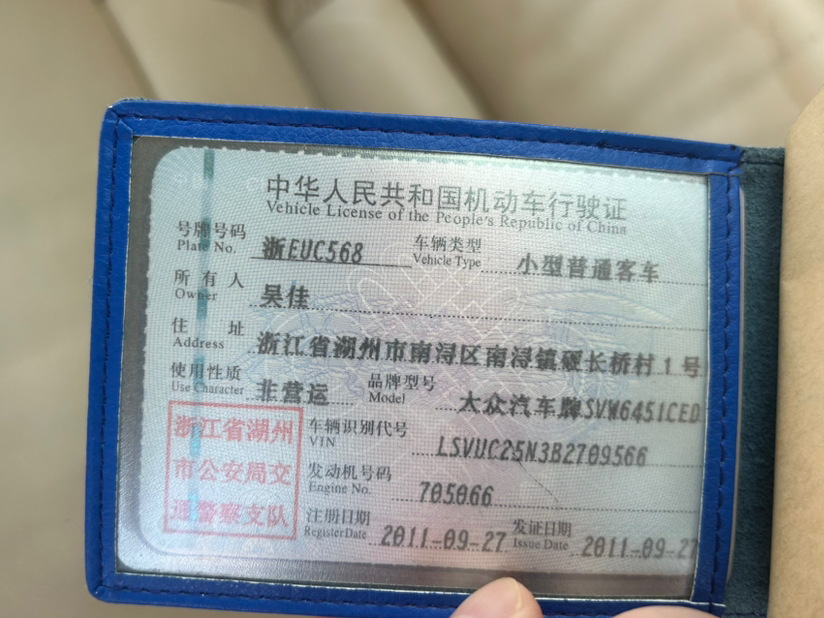 中华人民共和国机动车行驶证
Vehicle License of the People's Republic of China
号牌号码 浙EUC568 车辆类型 小型普通客车
Plate No. Vehicle Type
所有人 吴佳
Owner
住址 浙江省湖州市南浔区南浔镇硬长桥村1号
Address
使用性质 非营运 品牌型号 大众汽车牌SVW6451CED
Use Character Model
浙江省湖州
市公安局交
通警察支队
车辆识别代号 LSVUC25N3B2709566
VIN
发动机号码 705066
Engine No.
注册日期 2011-09-27 发证日期 2011-09-27
Register Date Issue Date